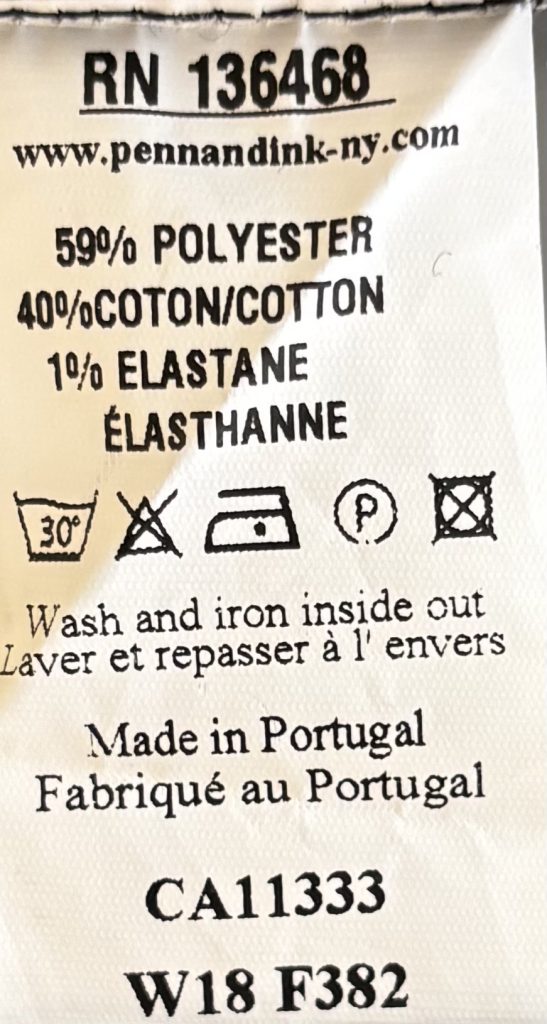 RN 136468
www.pennandink-ny.com
59% POLYESTER
40%COTON/COTTON
1% ELASTANE
ÉLASTHANNE
30° P
Wash and iron inside out
Laver et repasser à l' envers
Made in Portugal
Fabriqué au Portugal
CA11333
W18 F382